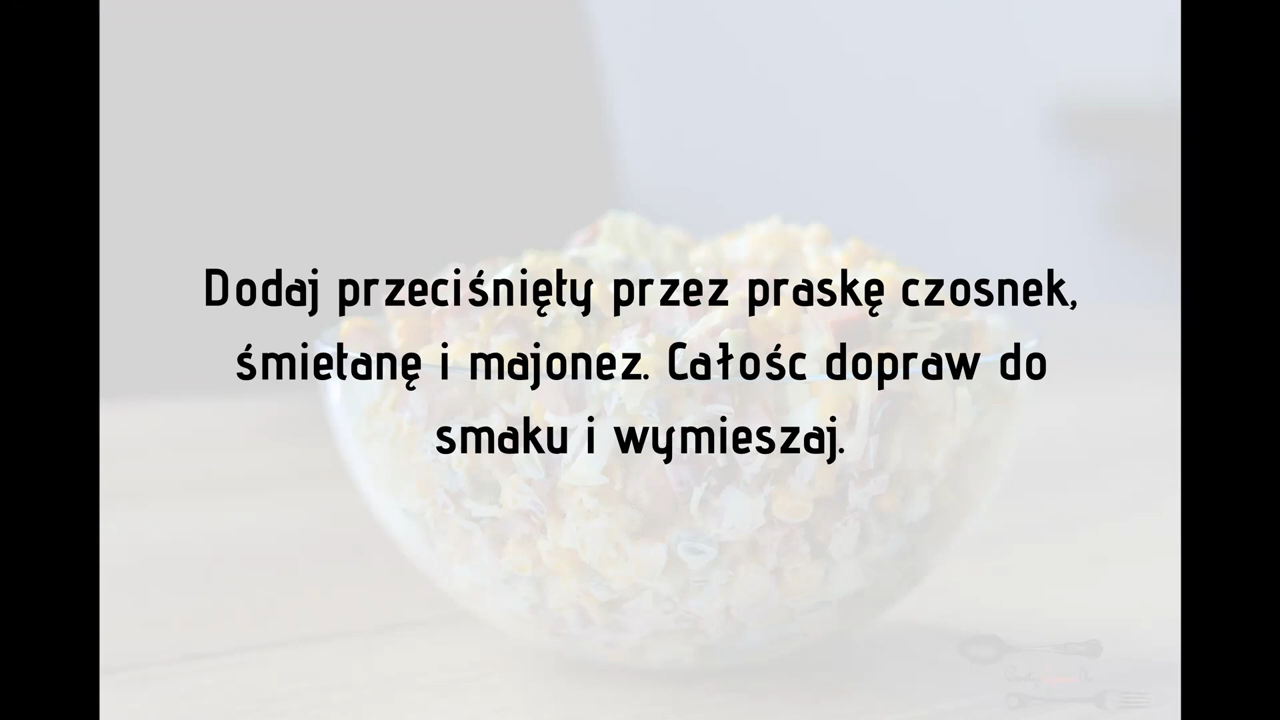 Dodaj przeciśnięty przez praskę czosnek,
śmietanę i majonez. Całośc dopraw do
smaku i wymieszaj.